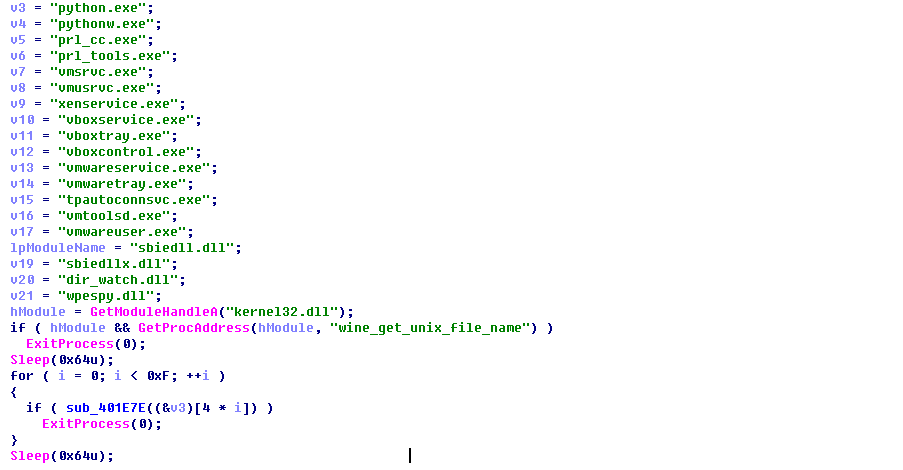 v3 = "python.exe";
v4 = "pythonw.exe";
v5 = "prl_cc.exe";
v6 = "prl_tools.exe";
v7 = "vmsrvc.exe";
v8 = "vmusrvc.exe";
v9 = "xenservice.exe";
v10 = "vboxservice.exe";
v11 = "vboxtray.exe";
v12 = "vboxcontrol.exe";
v13 = "vmwareservice.exe";
v14 = "vmwaretray.exe";
v15 = "tpautoconnsvc.exe";
v16 = "vmtoolsd.exe";
v17 = "vmwareuser.exe";
lpModuleName = "sbiedll.dll";
v19 = "sbiedllx.dll";
v20 = "dir_watch.dll";
v21 = "wpespy.dll";
hModule = GetModuleHandleA("kernel32.dll");
if ( hModule && GetProcAddress(hModule, "wine_get_unix_file_name") )
  ExitProcess(0);
Sleep(0x64u);
for ( i = 0; i < 0xF; ++i )
{
  if ( sub_401E7E((&v3)[4 * i]) )
    ExitProcess(0);
}
Sleep(0x64u);